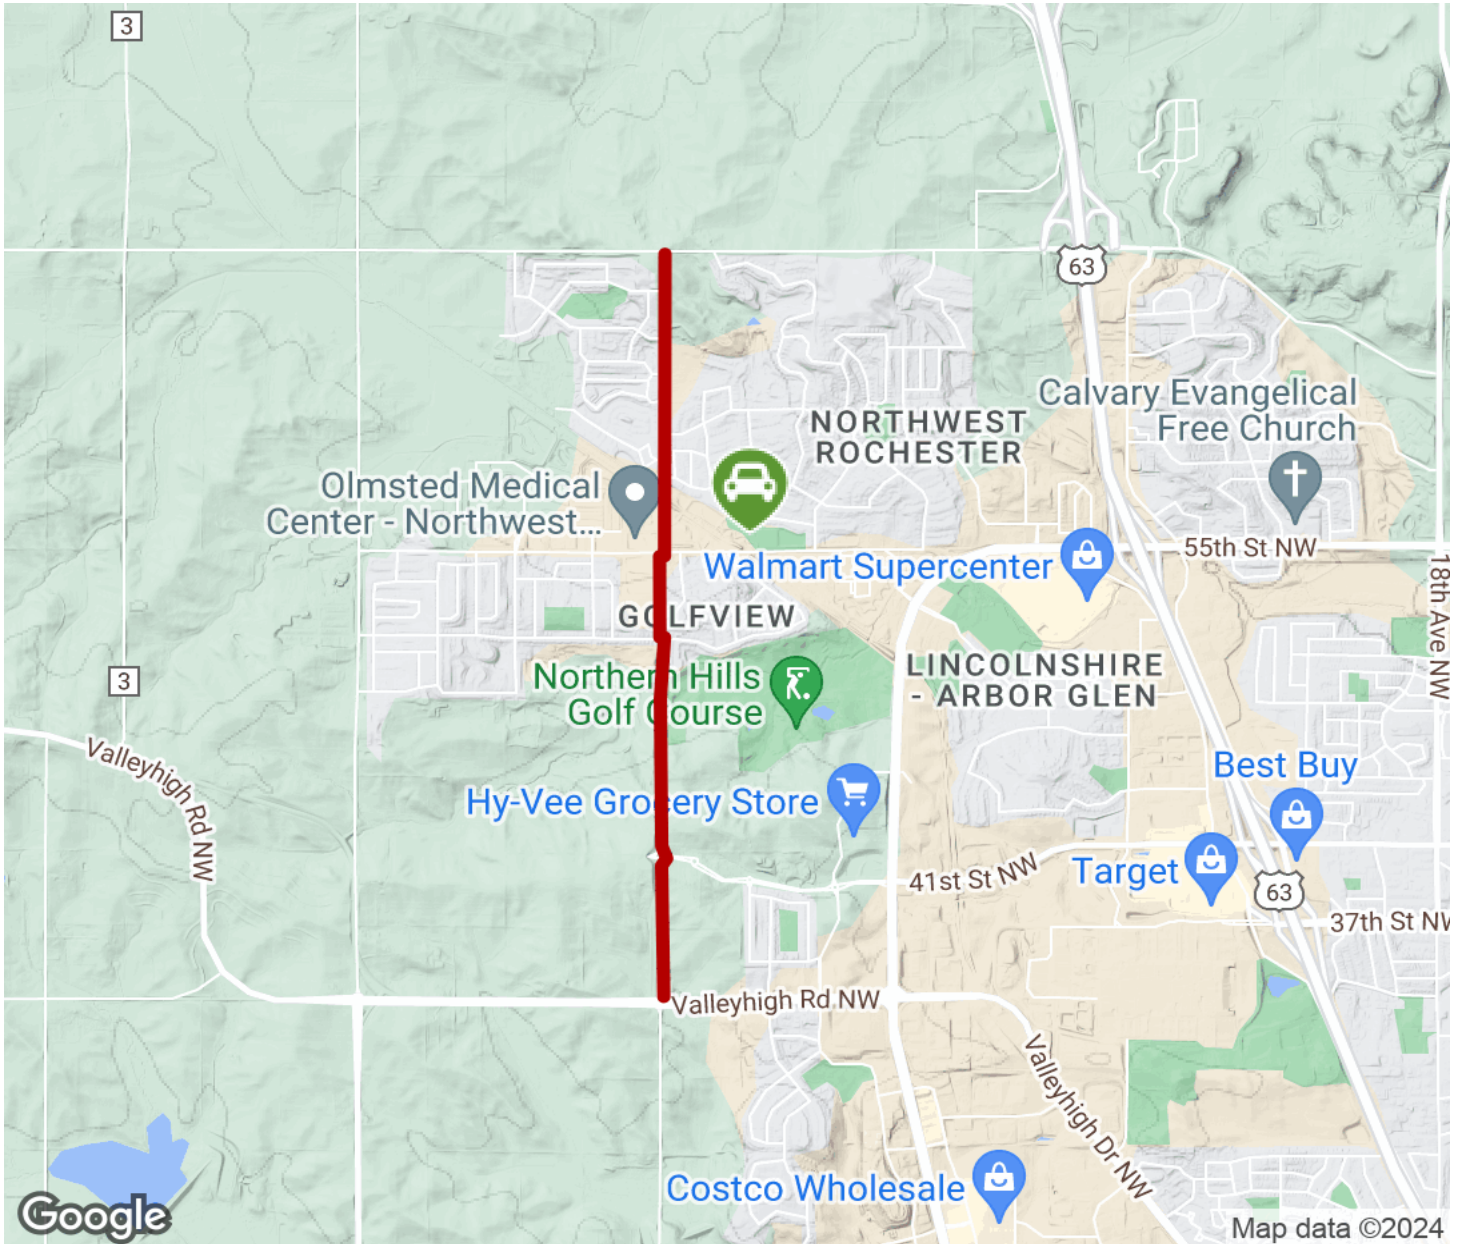 3
63
Calvary Evangelical
Free Church
NORTHWEST
ROCHESTER
Olmsted Medical
Center - Northwest...
55th St NW
Walmart Supercenter
18th Ave NW
GOLFVIEW
LINCOLNSHIRE
- ARBOR GLEN
Northern Hills
Golf Course
3
Valleyhigh Rd NW
Best Buy
Hy-Vee Grocery Store
41st St NW
Target
63
37th St NW
Valleyhigh Rd NW
Valleyhigh Dr NW
Costco Wholesale
Google
Map data ©2024